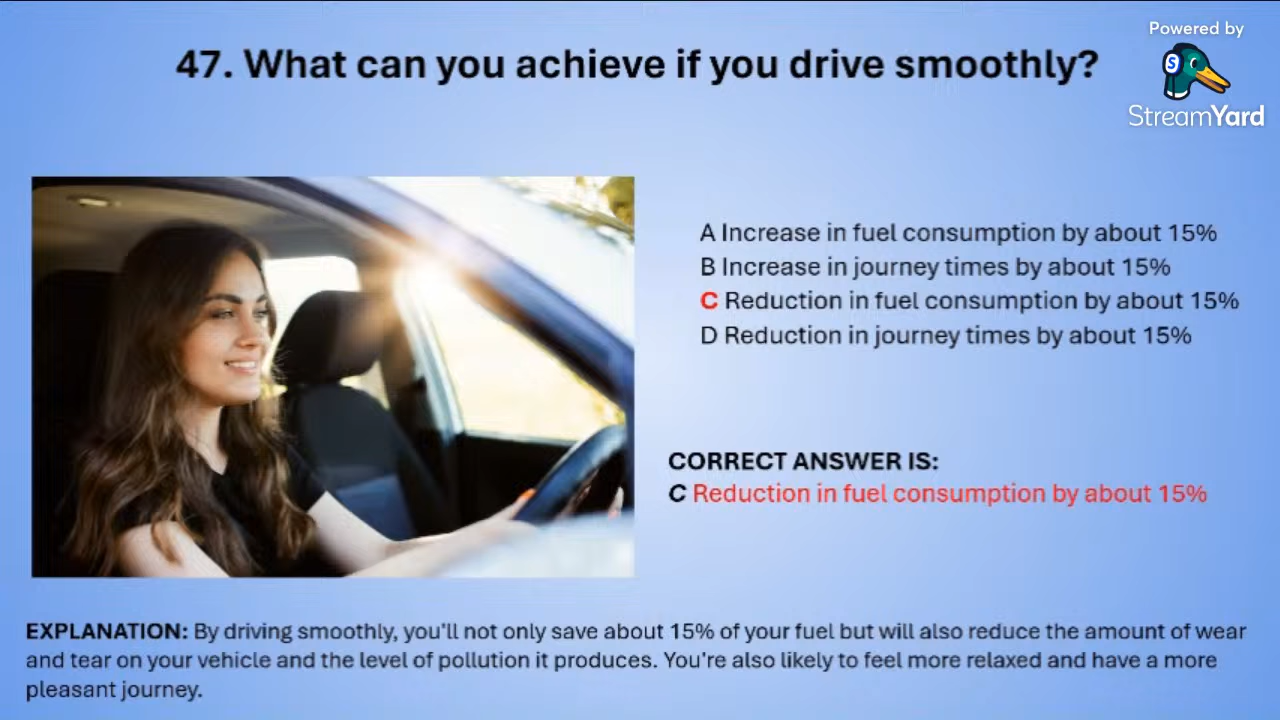 Powered by
StreamYard
47. What can you achieve if you drive smoothly?
A Increase in fuel consumption by about 15%
B Increase in journey times by about 15%
C Reduction in fuel consumption by about 15%
D Reduction in journey times by about 15%
CORRECT ANSWER IS:
C Reduction in fuel consumption by about 15%
EXPLANATION: By driving smoothly, you'll not only save about 15% of your fuel but will also reduce the amount of wear
and tear on your vehicle and the level of pollution it produces. You're also likely to feel more relaxed and have a more
pleasant journey.